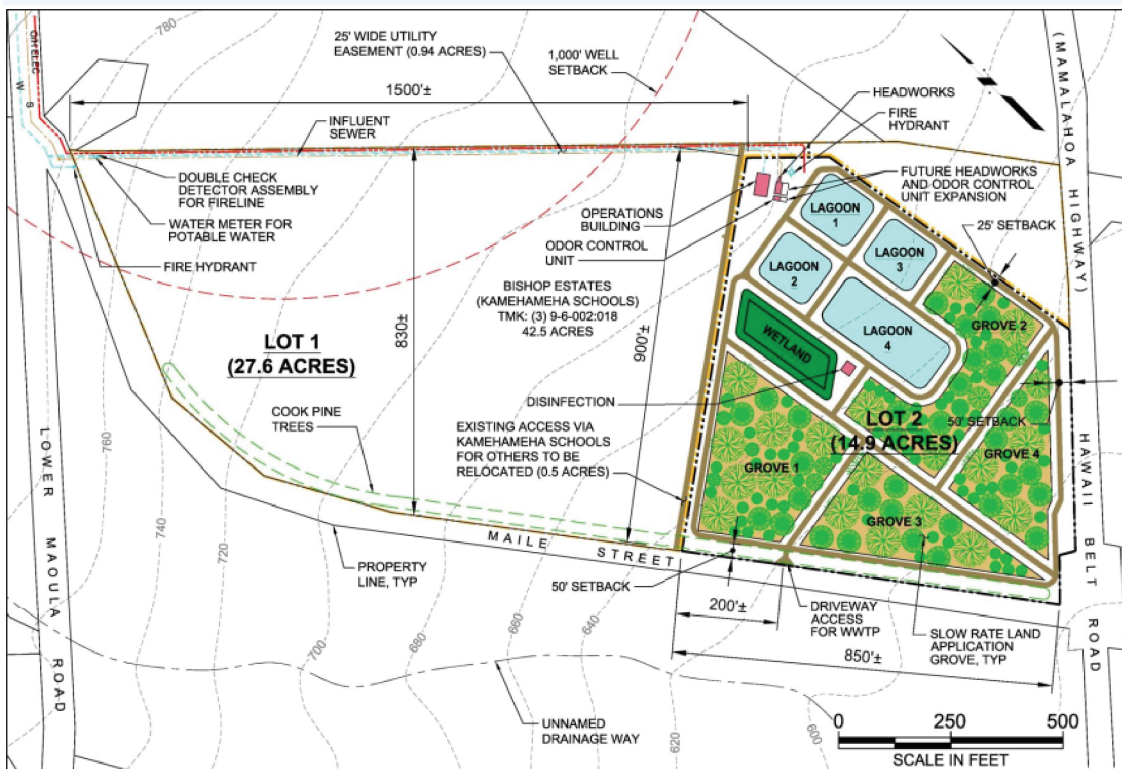 780
OH ELEC
W
S
25' WIDE UTILITY
EASEMENT (0.94 ACRES)
1,000' WELL
SETBACK
1500'±
INFLUENT
SEWER
HEADWORKS
FIRE
HYDRANT
(MAMALAHOA HIGHWAY)
DOUBLE CHECK
DETECTOR ASSEMBLY
FOR FIRELINE
WATER METER FOR
POTABLE WATER
FIRE HYDRANT
FUTURE HEADWORKS
AND ODOR CONTROL
UNIT EXPANSION
OPERATIONS
BUILDING
ODOR CONTROL
UNIT
25' SETBACK
LAGOON
1
LAGOON
2
LAGOON
3
LAGOON
4
BISHOP ESTATES
(KAMEHAMEHA SCHOOLS)
TMK: (3) 9-6-002:018
42.5 ACRES
LOT 1
(27.6 ACRES)
830±
900'±
WETLAND
GROVE 2
DISINFECTION
COOK PINE
TREES
EXISTING ACCESS VIA
KAMEHAMEHA SCHOOLS
FOR OTHERS TO BE
RELOCATED (0.5 ACRES)
LOT 2
(14.9 ACRES)
50' SETBACK
GROVE 1
GROVE 4
GROVE 3
LOWER MAOULA ROAD
HAWAII BELT ROAD
760
740
720
700
680
660
640
620
600
MAILE STREET
PROPERTY
LINE, TYP
50' SETBACK
200'±
DRIVEWAY
ACCESS
FOR WWTP
SLOW RATE LAND
APPLICATION
GROVE, TYP
850'±
UNNAMED
DRAINAGE WAY
0 250 500
SCALE IN FEET